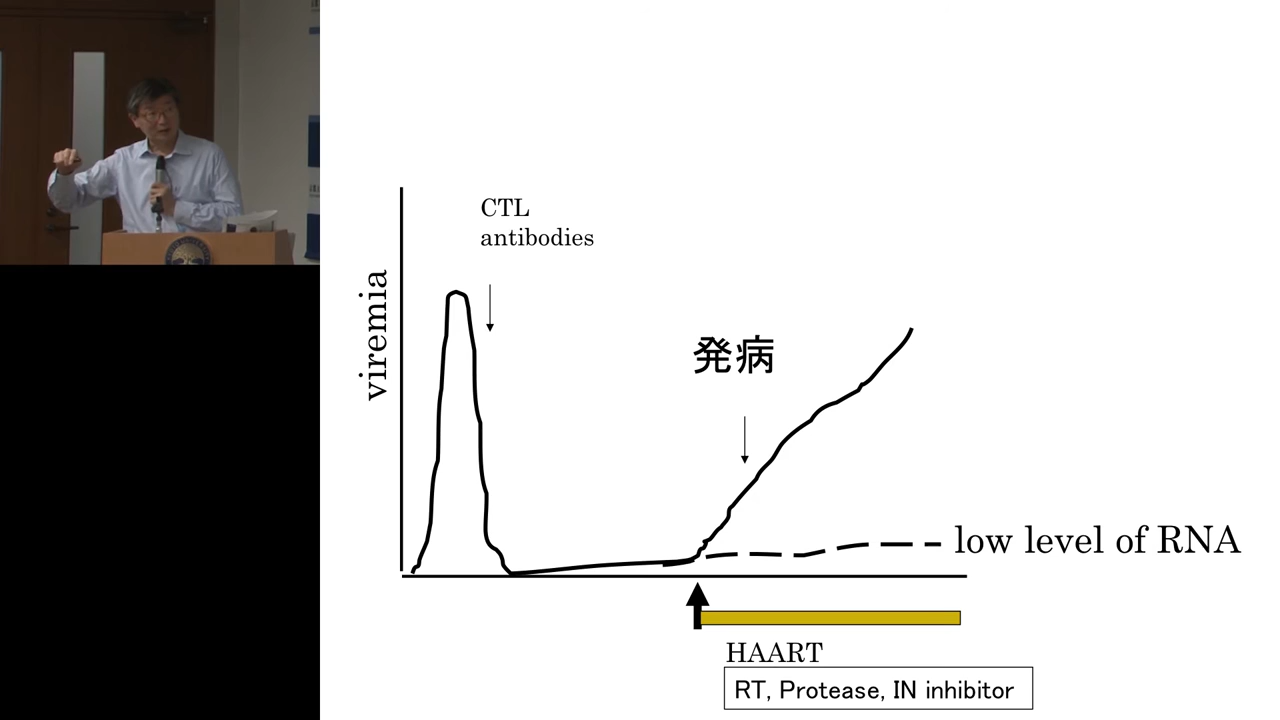 CTL
antibodies
viremia
発病
low level of RNA
HAART
RT, Protease, IN inhibitor